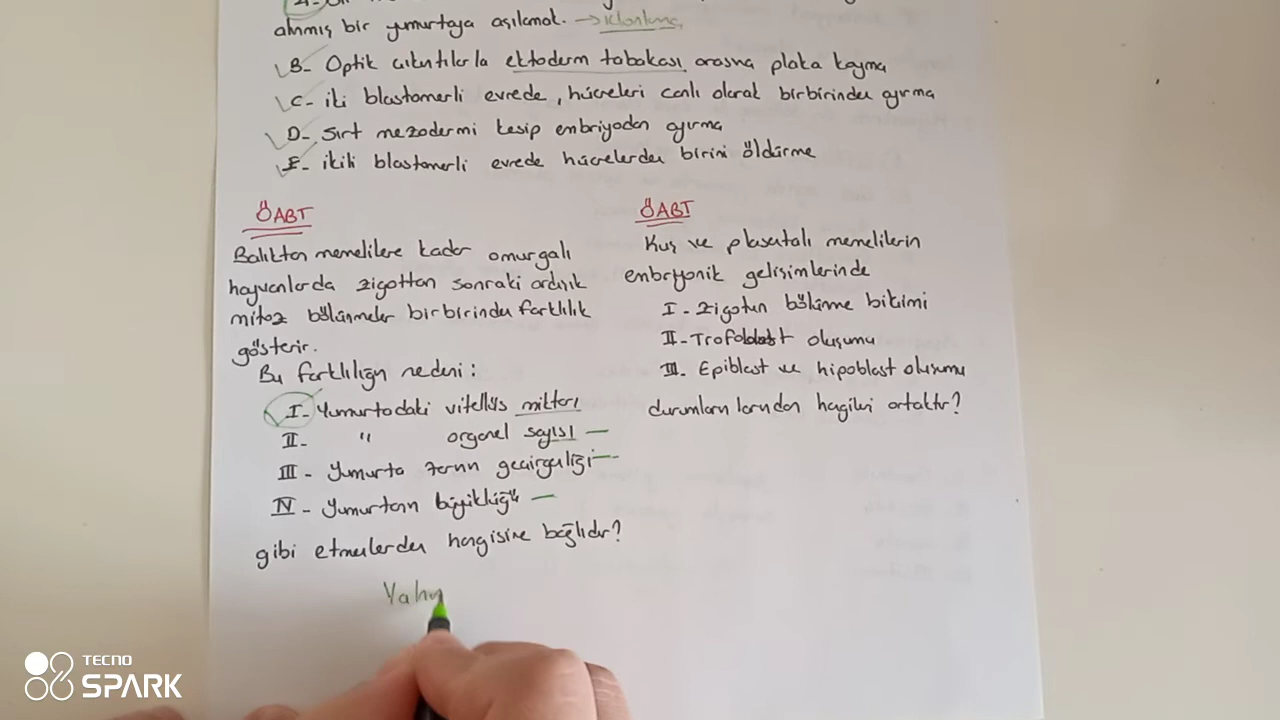 alınmış bir yumurtaya aşılamak. → klonlama
B- Optik çıkıntılarla ektoderm tabakası arasına plaka koyma
C- iki blastomerli evrede, hücreleri canlı olarak birbirinden ayırma
D- Sırt mezodermi kesip embriyodan ayırma
E- ikili blastomerli evrede hücrelerden birini öldürme
ÖABT
Balıktan memelilere kadar omurgalı
hayvanlarda zigottan sonraki ardışık
mitoz bölünmeler birbirinden farklılık
gösterir.
Bu farklılığın nedeni:
I- Yumurtadaki vitellüs miktarı
II- " organel sayısı —
III- Yumurta zarının geçirgenliği —
IV- Yumurtanın büyüklüğü —
gibi etmenlerden hangisine bağlıdır?
Yalnı
ÖABT
Kuş ve plasentalı memelilerin
embriyonik gelişimlerinde
I- Zigotun bölünme biçimi
II- Trofoblast oluşumu
III. Epiblast ve hipoblast oluşumu
durumlarından hangileri ortaktır?
TECNO
SPARK